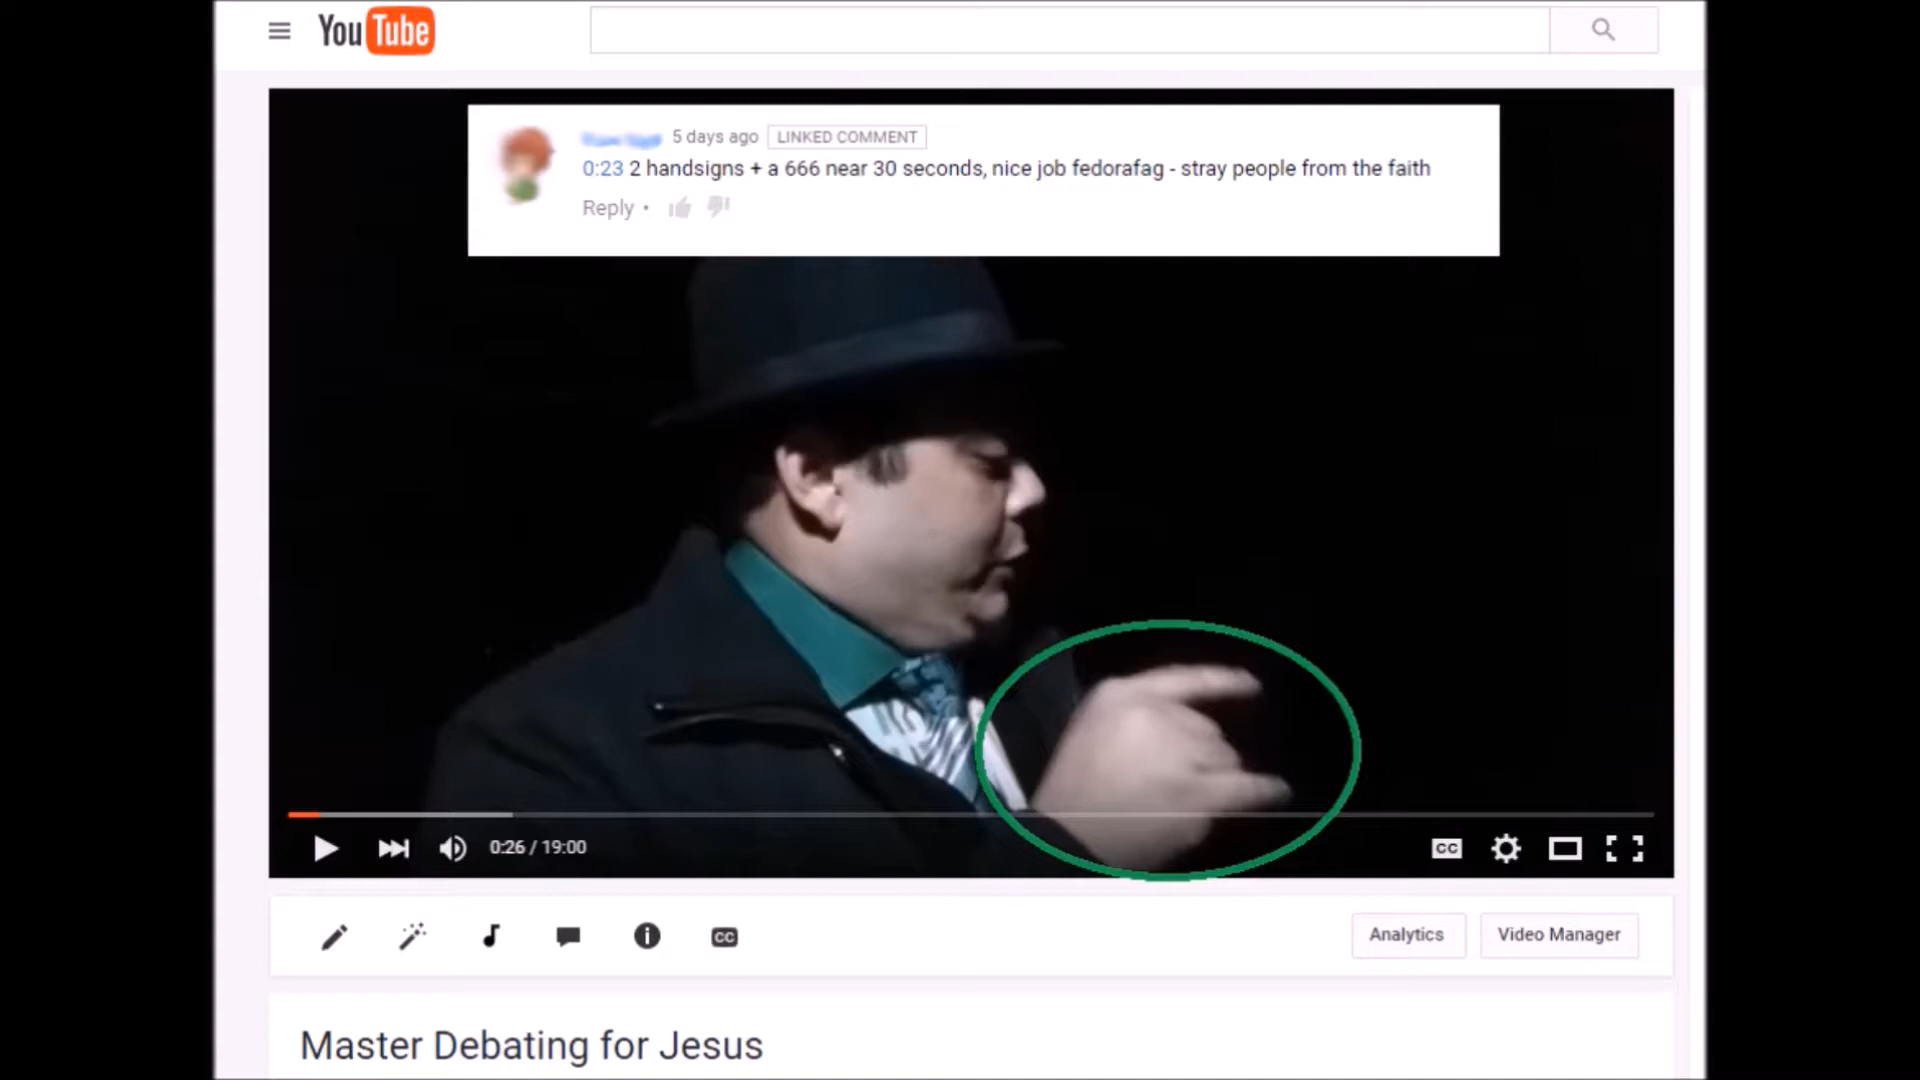 YouTube
5 days ago LINKED COMMENT
0:23 2 handsigns + a 666 near 30 seconds, nice job fedorafag - stray people from the faith
Reply •
0:26 / 19:00
CC
CC
Analytics
Video Manager
Master Debating for Jesus